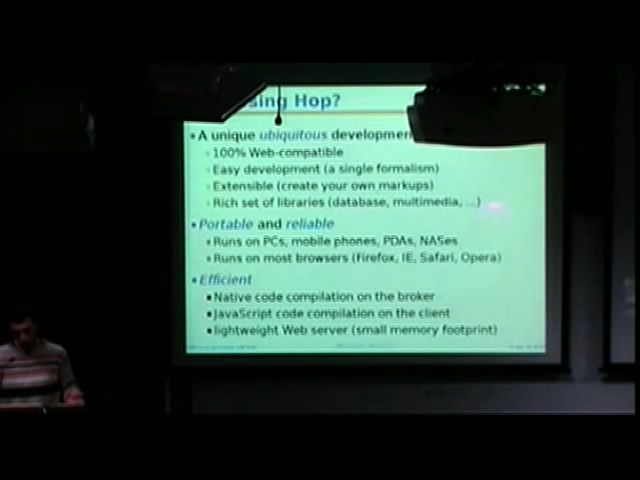 sing Hop?
• A unique ubiquitous developmen
100% Web-compatible
Easy development (a single formalism)
Extensible (create your own markups)
Rich set of libraries (database, multimedia, ...)
• Portable and reliable
Runs on PCs, mobile phones, PDAs, NASes
Runs on most browsers (Firefox, IE, Safari, Opera)
• Efficient
▪ Native code compilation on the broker
▪ JavaScript code compilation on the client
▪ lightweight Web server (small memory footprint)